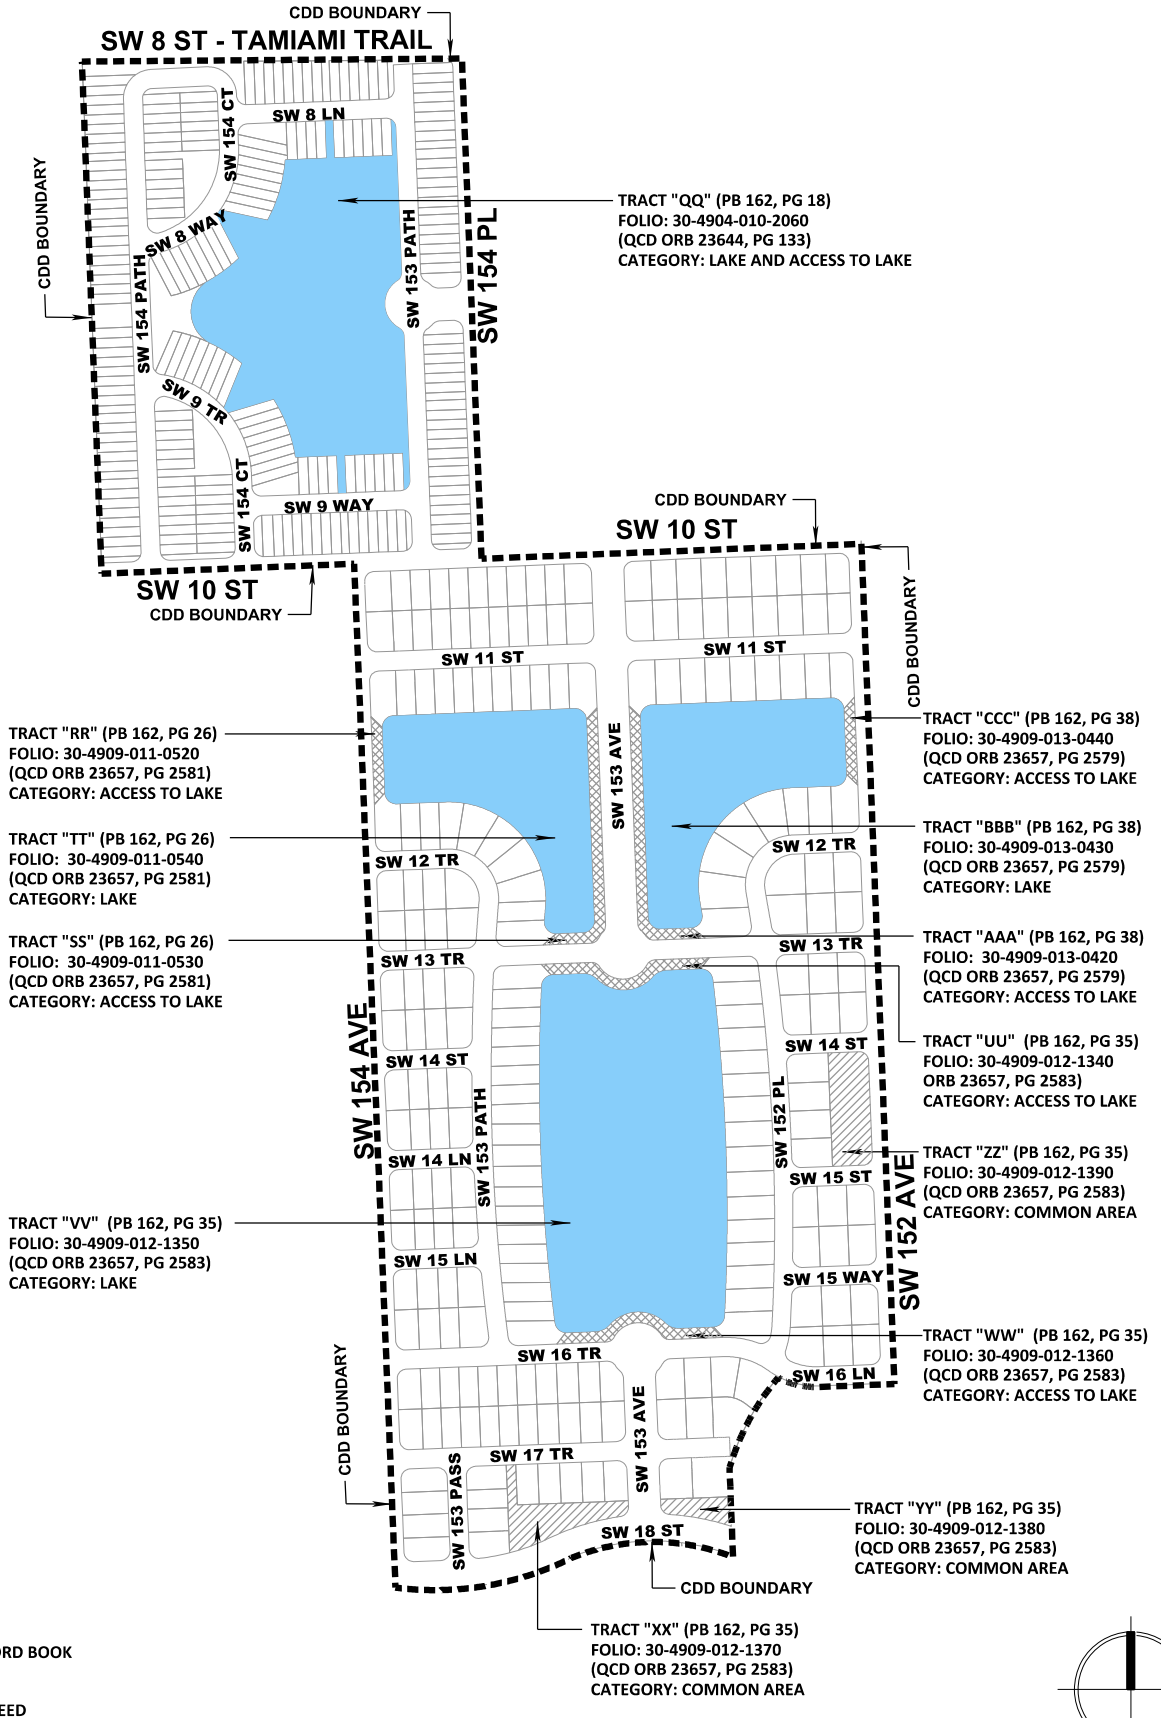 CDD BOUNDARY
SW 8 ST - TAMIAMI TRAIL
SW 154 CT
SW 8 LN
CDD BOUNDARY
SW 8 WAY
SW 154 PATH
SW 153 PATH
SW 154 PL
TRACT "QQ" (PB 162, PG 18)
FOLIO: 30-4904-010-2060
(QCD ORB 23644, PG 133)
CATEGORY: LAKE AND ACCESS TO LAKE
SW 9 TR
SW 154 CT
SW 9 WAY
SW 10 ST
CDD BOUNDARY
CDD BOUNDARY
SW 10 ST
CDD BOUNDARY
SW 11 ST
SW 11 ST
SW 153 AVE
TRACT "RR" (PB 162, PG 26)
FOLIO: 30-4909-011-0520
(QCD ORB 23657, PG 2581)
CATEGORY: ACCESS TO LAKE
TRACT "CCC" (PB 162, PG 38)
FOLIO: 30-4909-013-0440
(QCD ORB 23657, PG 2579)
CATEGORY: ACCESS TO LAKE
TRACT "TT" (PB 162, PG 26)
FOLIO:  30-4909-011-0540
(QCD ORB 23657, PG 2581)
CATEGORY: LAKE
TRACT "BBB" (PB 162, PG 38)
FOLIO: 30-4909-013-0430
(QCD ORB 23657, PG 2579)
CATEGORY: LAKE
SW 12 TR
SW 12 TR
TRACT "SS" (PB 162, PG 26)
FOLIO:  30-4909-011-0530
(QCD ORB 23657, PG 2581)
CATEGORY: ACCESS TO LAKE
TRACT "AAA" (PB 162, PG 38)
FOLIO:  30-4909-013-0420
(QCD ORB 23657, PG 2579)
CATEGORY: ACCESS TO LAKE
SW 13 TR
SW 13 TR
SW 154 AVE
SW 14 ST
SW 14 ST
TRACT "UU"  (PB 162, PG 35)
FOLIO: 30-4909-012-1340
ORB 23657, PG 2583)
CATEGORY: ACCESS TO LAKE
SW 153 PATH
SW 152 PL
SW 14 LN
SW 15 ST
TRACT "ZZ" (PB 162, PG 35)
FOLIO: 30-4909-012-1390
(QCD ORB 23657, PG 2583)
CATEGORY: COMMON AREA
SW 152 AVE
TRACT "VV"  (PB 162, PG 35)
FOLIO: 30-4909-012-1350
(QCD ORB 23657, PG 2583)
CATEGORY: LAKE
SW 15 LN
SW 15 WAY
SW 16 TR
SW 16 LN
TRACT "WW"  (PB 162, PG 35)
FOLIO: 30-4909-012-1360
(QCD ORB 23657, PG 2583)
CATEGORY: ACCESS TO LAKE
CDD BOUNDARY
SW 153 AVE
SW 17 TR
SW 153 PASS
SW 18 ST
TRACT "YY" (PB 162, PG 35)
FOLIO: 30-4909-012-1380
(QCD ORB 23657, PG 2583)
CATEGORY: COMMON AREA
CDD BOUNDARY
TRACT "XX" (PB 162, PG 35)
FOLIO: 30-4909-012-1370
(QCD ORB 23657, PG 2583)
CATEGORY: COMMON AREA
ORD BOOK
EED